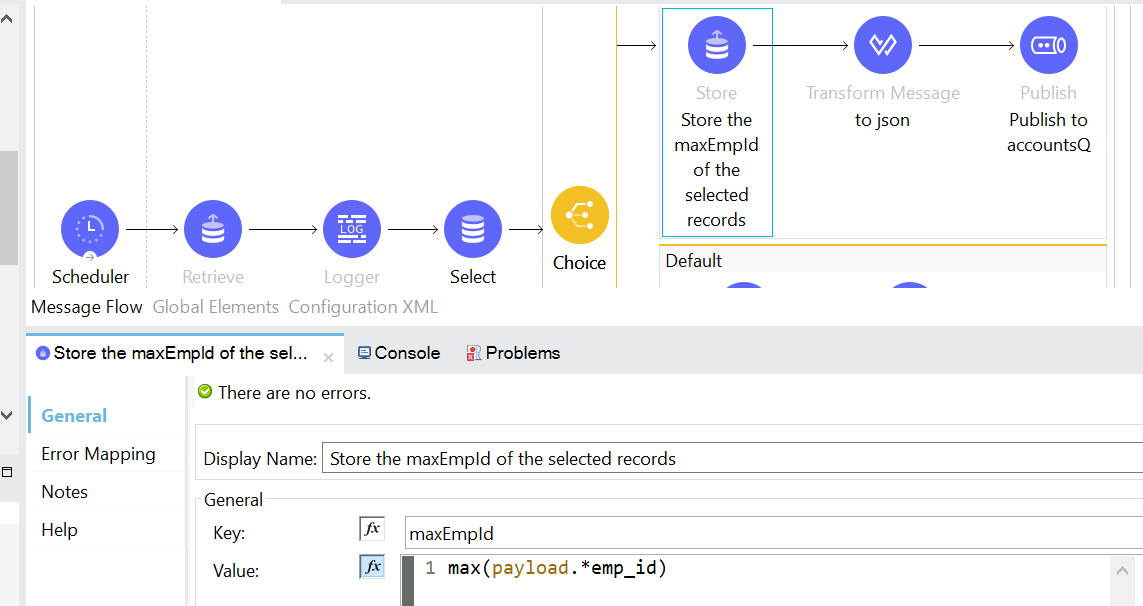 Store
Store the
maxEmpId
of the
selected
records
Transform Message
to json
Publish
Publish to
accountsQ
Scheduler
Retrieve
LOG
Logger
Select
Choice
Default
Message Flow Global Elements Configuration XML
Store the maxEmpId of the sel... Console Problems
There are no errors.
General
Error Mapping
Notes
Help
Display Name: Store the maxEmpId of the selected records
General
Key: fx maxEmpId
Value: fx 1 max(payload.*emp_id)